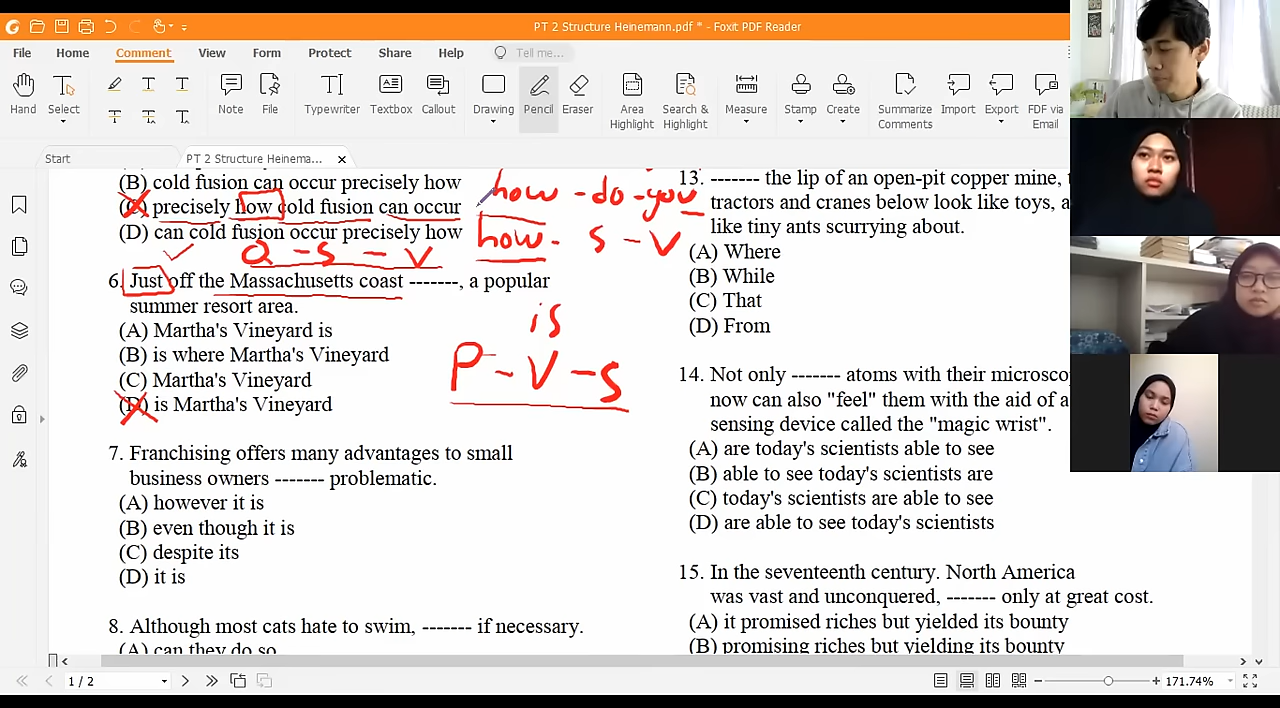 PT 2 Structure Heinemann.pdf * - Foxit PDF Reader
File Home Comment View Form Protect Share Help Tell me...
Hand Select Note File Typewriter Textbox Callout Drawing Pencil Eraser Area Highlight Search & Highlight Measure Stamp Create Summarize Comments Import Export FDF via Email
Start PT 2 Structure Heinema...
(B) cold fusion can occur precisely how
(C) precisely how cold fusion can occur
(D) can cold fusion occur precisely how
how - do - you
how - S - V
Q - S - V
6. Just off the Massachusetts coast -------, a popular
summer resort area.
(A) Martha's Vineyard is
(B) is where Martha's Vineyard
(C) Martha's Vineyard
(D) is Martha's Vineyard
is
P - V - S
7. Franchising offers many advantages to small
business owners ------- problematic.
(A) however it is
(B) even though it is
(C) despite its
(D) it is
8. Although most cats hate to swim, ------- if necessary.
(A) can they do so
13. ------- the lip of an open-pit copper mine,
tractors and cranes below look like toys,
like tiny ants scurrying about.
(A) Where
(B) While
(C) That
(D) From
14. Not only ------- atoms with their
now can also "feel" them with the aid of a
sensing device called the "magic wrist".
(A) are today's scientists able to see
(B) able to see today's scientists are
(C) today's scientists are able to see
(D) are able to see today's scientists
15. In the seventeenth century. North America
was vast and unconquered, ------- only at great cost.
(A) it promised riches but yielded its bounty
(B) promising riches but yielding its bounty
1 / 2
171.74%